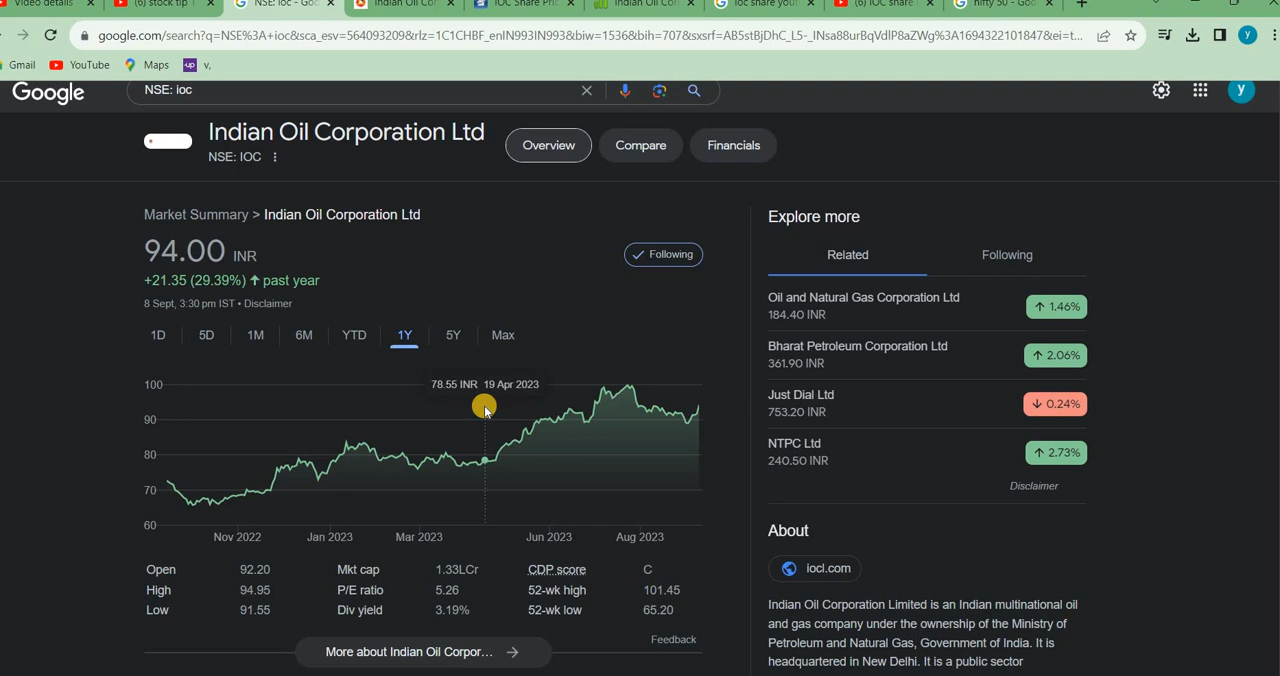 Video details
(6) stock tip
NSE: ioc - Goo
Indian Oil Cor
IOC Share Pric
Indian Oil Cor
ioc share you
(6) IOC share
nifty 50 - Goo
google.com/search?q=NSE%3A+ioc&sca_esv=564093209&rlz=1C1CHBF_enIN993IN993&biw=1536&bih=707&sxsrf=AB5stBjDhC_L5-_INsa88urBqVdlP8aZWg%3A1694322101847&ei=t...
Gmail YouTube Maps up v,
Google
NSE: ioc
y
y
Indian Oil Corporation Ltd
NSE: IOC
Overview Compare Financials
Market Summary > Indian Oil Corporation Ltd
94.00 INR
Following
+21.35 (29.39%) ↑ past year
8 Sept, 3:30 pm IST • Disclaimer
1D 5D 1M 6M YTD 1Y 5Y Max
78.55 INR 19 Apr 2023
100
90
80
70
60
Nov 2022 Jan 2023 Mar 2023 Jun 2023 Aug 2023
Open 92.20 Mkt cap 1.33LCr CDP score C
High 94.95 P/E ratio 5.26 52-wk high 101.45
Low 91.55 Div yield 3.19% 52-wk low 65.20
Feedback
More about Indian Oil Corpor... →
Explore more
Related Following
Oil and Natural Gas Corporation Ltd
184.40 INR
↑ 1.46%
Bharat Petroleum Corporation Ltd
361.90 INR
↑ 2.06%
Just Dial Ltd
753.20 INR
↓ 0.24%
NTPC Ltd
240.50 INR
↑ 2.73%
Disclaimer
About
iocl.com
Indian Oil Corporation Limited is an Indian multinational oil
and gas company under the ownership of the Ministry of
Petroleum and Natural Gas, Government of India. It is
headquartered in New Delhi. It is a public sector